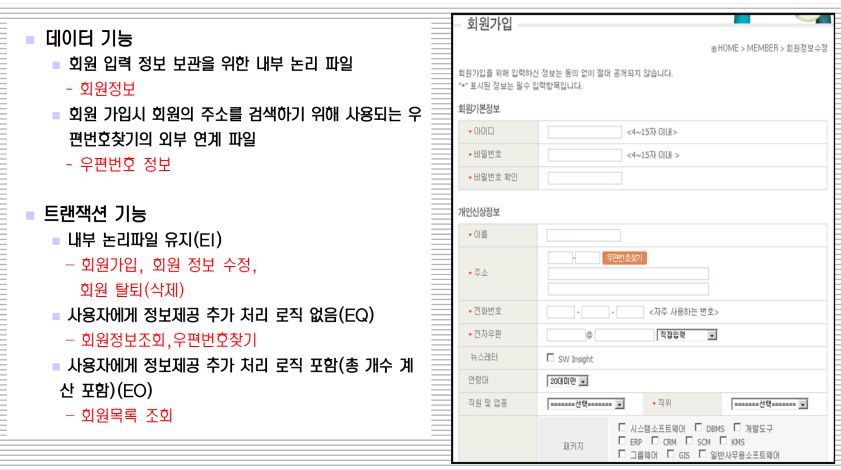 데이터 기능
회원 입력 정보 보관을 위한 내부 논리 파일
- 회원정보
회원 가입시 회원의 주소를 검색하기 위해 사용되는 우
편번호찾기의 외부 연계 파일
- 우편번호 정보
트랜잭션 기능
내부 논리파일 유지(EI)
- 회원가입, 회원 정보 수정,
회원 탈퇴(삭제)
사용자에게 정보제공 추가 처리 로직 없음(EQ)
- 회원정보조회,우편번호찾기
사용자에게 정보제공 추가 처리 로직 포함(총 개수 계
산 포함)(EO)
- 회원목록 조회
회원가입
HOME > MEMBER > 회원정보수정
회원가입을 위해 입력하신 정보는 동의 없이 절대 공개되지 않습니다.
"*" 표시된 정보는 필수 입력항목입니다.
회원기본정보
• 아이디 <4~15자 이내>
• 비밀번호 <4~15자 이내 >
• 비밀번호 확인
개인신상정보
• 이름
- 우편번호찾기
• 주소
• 전화번호 - - <자주 사용하는 번호>
• 전자우편 @ 직접입력
뉴스레터 SW Insight
연령대 20대미만
직원 및 업종 =======선택======= • 직위 =======선택=======
시스템소프트웨어 DBMS 개발도구
패키지 ERP CRM SCM KMS
그룹웨어 GIS 일반사무용소프트웨어